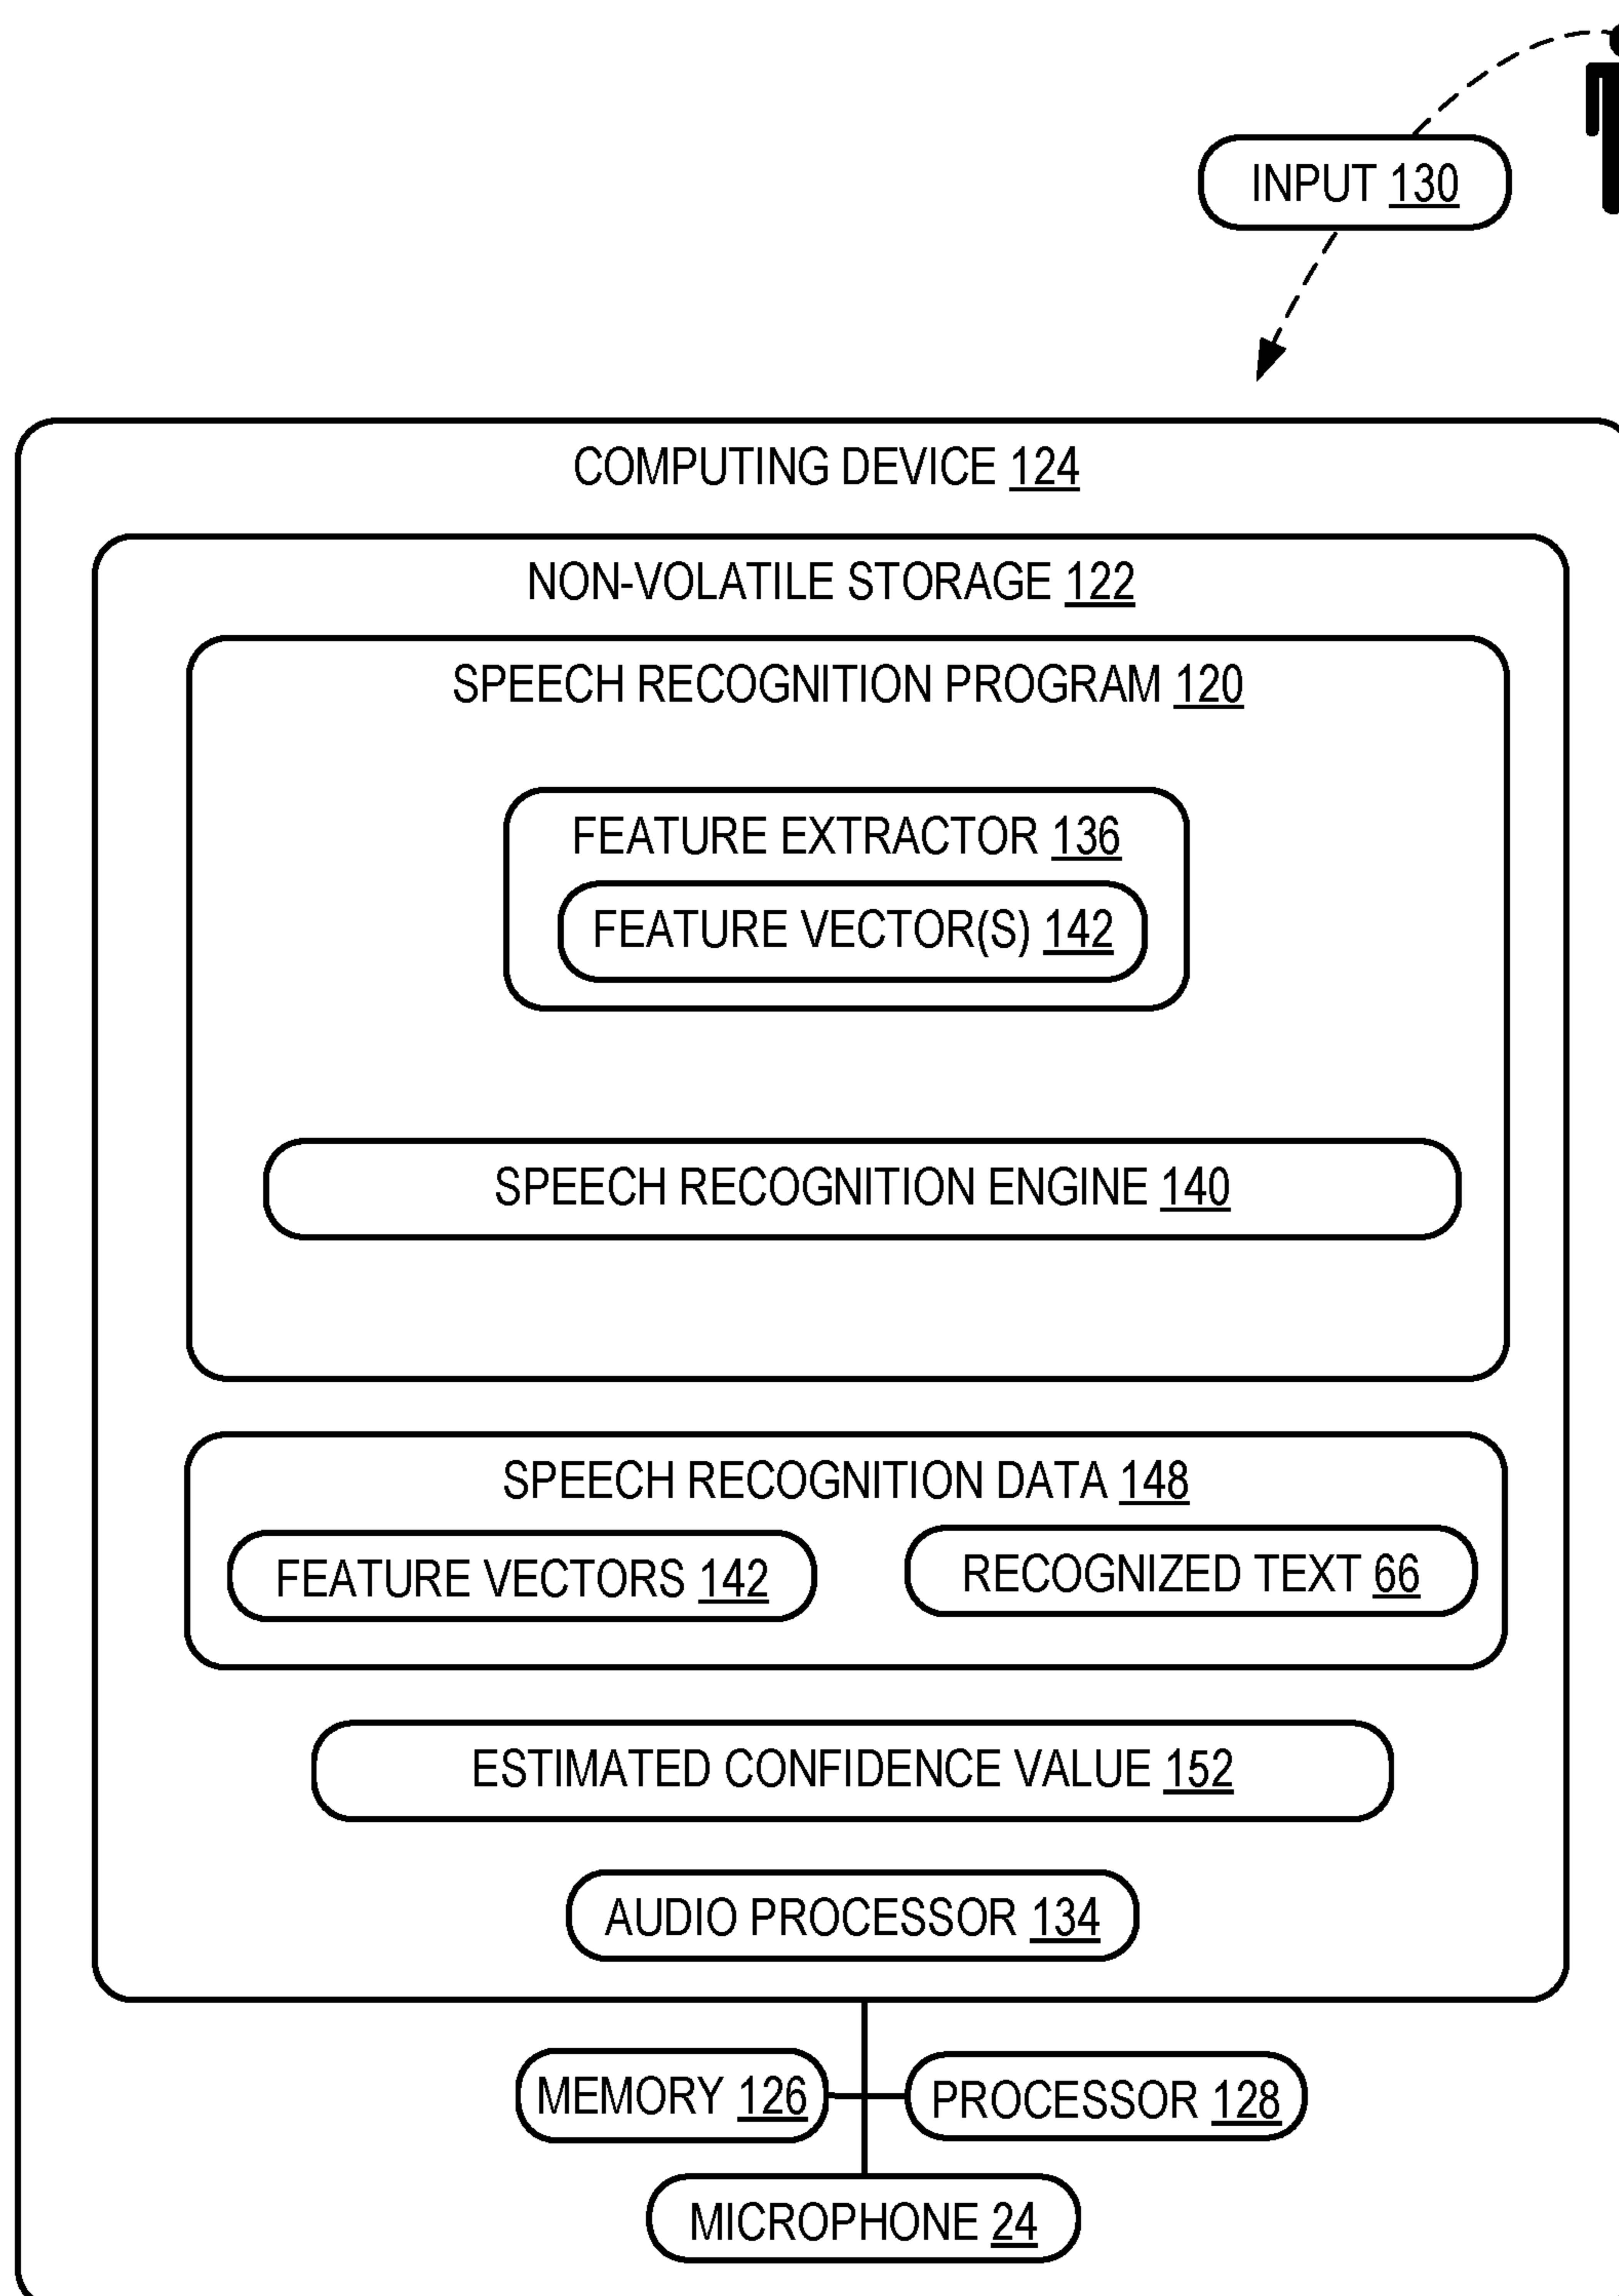 INPUT 130
COMPUTING DEVICE 124
NON-VOLATILE STORAGE 122
SPEECH RECOGNITION PROGRAM 120
FEATURE EXTRACTOR 136
FEATURE VECTOR(S) 142
SPEECH RECOGNITION ENGINE 140
SPEECH RECOGNITION DATA 148
FEATURE VECTORS 142
RECOGNIZED TEXT 66
ESTIMATED CONFIDENCE VALUE 152
AUDIO PROCESSOR 134
MEMORY 126
PROCESSOR 128
MICROPHONE 24